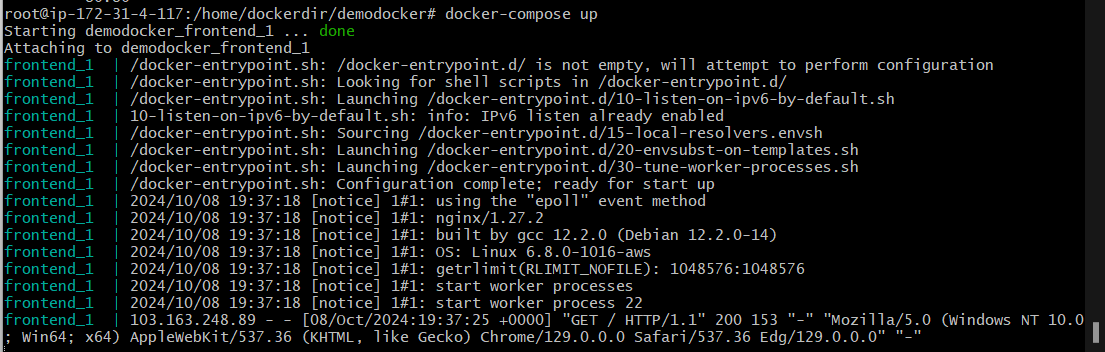 root@ip-172-31-4-117:/home/dockerdir/demodocker# docker-compose up
Starting demodocker_frontend_1 ... done
Attaching to demodocker_frontend_1
frontend_1  | /docker-entrypoint.sh: /docker-entrypoint.d/ is not empty, will attempt to perform configuration
frontend_1  | /docker-entrypoint.sh: Looking for shell scripts in /docker-entrypoint.d/
frontend_1  | /docker-entrypoint.sh: Launching /docker-entrypoint.d/10-listen-on-ipv6-by-default.sh
frontend_1  | 10-listen-on-ipv6-by-default.sh: info: IPv6 listen already enabled
frontend_1  | /docker-entrypoint.sh: Sourcing /docker-entrypoint.d/15-local-resolvers.envsh
frontend_1  | /docker-entrypoint.sh: Launching /docker-entrypoint.d/20-envsubst-on-templates.sh
frontend_1  | /docker-entrypoint.sh: Launching /docker-entrypoint.d/30-tune-worker-processes.sh
frontend_1  | /docker-entrypoint.sh: Configuration complete; ready for start up
frontend_1  | 2024/10/08 19:37:18 [notice] 1#1: using the "epoll" event method
frontend_1  | 2024/10/08 19:37:18 [notice] 1#1: nginx/1.27.2
frontend_1  | 2024/10/08 19:37:18 [notice] 1#1: built by gcc 12.2.0 (Debian 12.2.0-14)
frontend_1  | 2024/10/08 19:37:18 [notice] 1#1: OS: Linux 6.8.0-1016-aws
frontend_1  | 2024/10/08 19:37:18 [notice] 1#1: getrlimit(RLIMIT_NOFILE): 1048576:1048576
frontend_1  | 2024/10/08 19:37:18 [notice] 1#1: start worker processes
frontend_1  | 2024/10/08 19:37:18 [notice] 1#1: start worker process 22
frontend_1  | 103.163.248.89 - - [08/Oct/2024:19:37:25 +0000] "GET / HTTP/1.1" 200 153 "-" "Mozilla/5.0 (Windows NT 10.0
; Win64; x64) AppleWebKit/537.36 (KHTML, like Gecko) Chrome/129.0.0.0 Safari/537.36 Edg/129.0.0.0" "-"